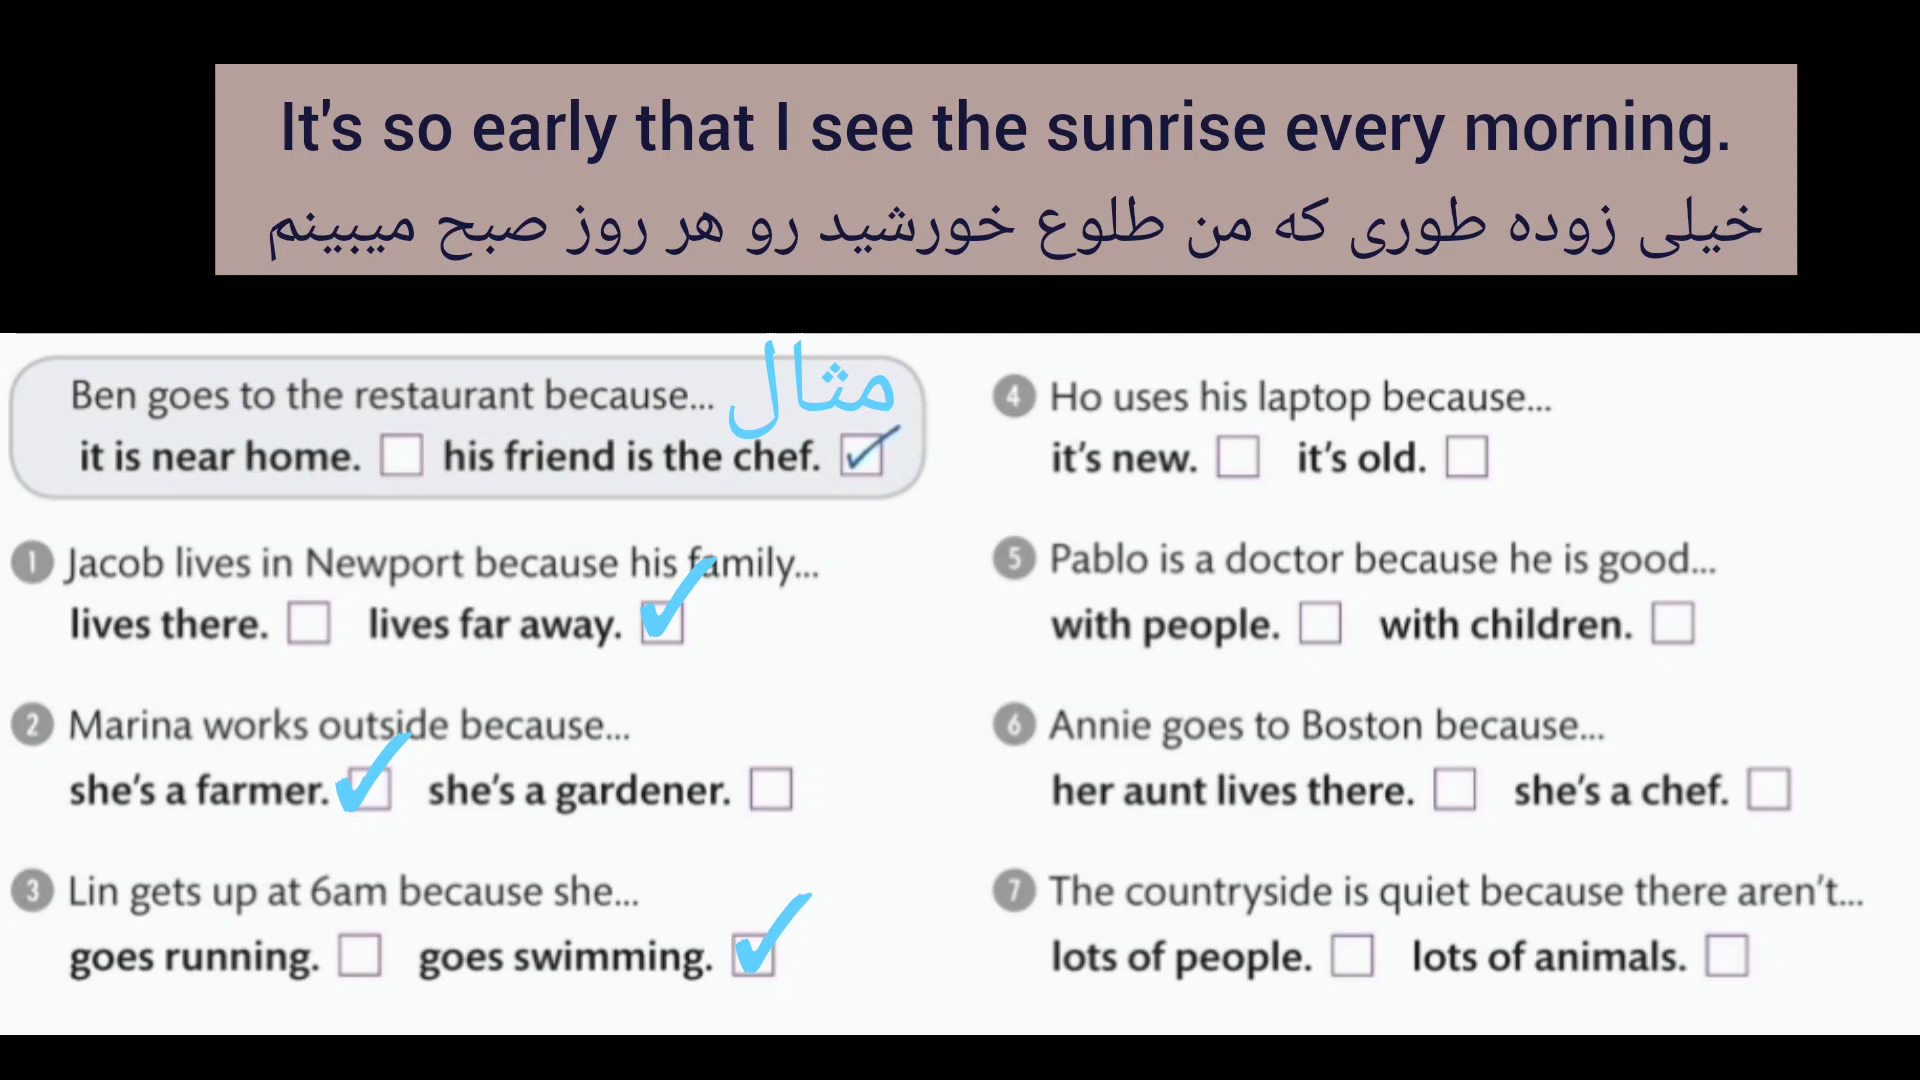 It's so early that I see the sunrise every morning.
خیلی زوده طوری که من طلوع خورشید رو هر روز صبح میبینم
Ben goes to the restaurant because... مثال
it is near home. his friend is the chef.
1 Jacob lives in Newport because his family...
lives there. lives far away.
2 Marina works outside because...
she's a farmer. she's a gardener.
3 Lin gets up at 6am because she...
goes running. goes swimming.
4 Ho uses his laptop because...
it's new. it's old.
5 Pablo is a doctor because he is good...
with people. with children.
6 Annie goes to Boston because...
her aunt lives there. she's a chef.
7 The countryside is quiet because there aren't...
lots of people. lots of animals.